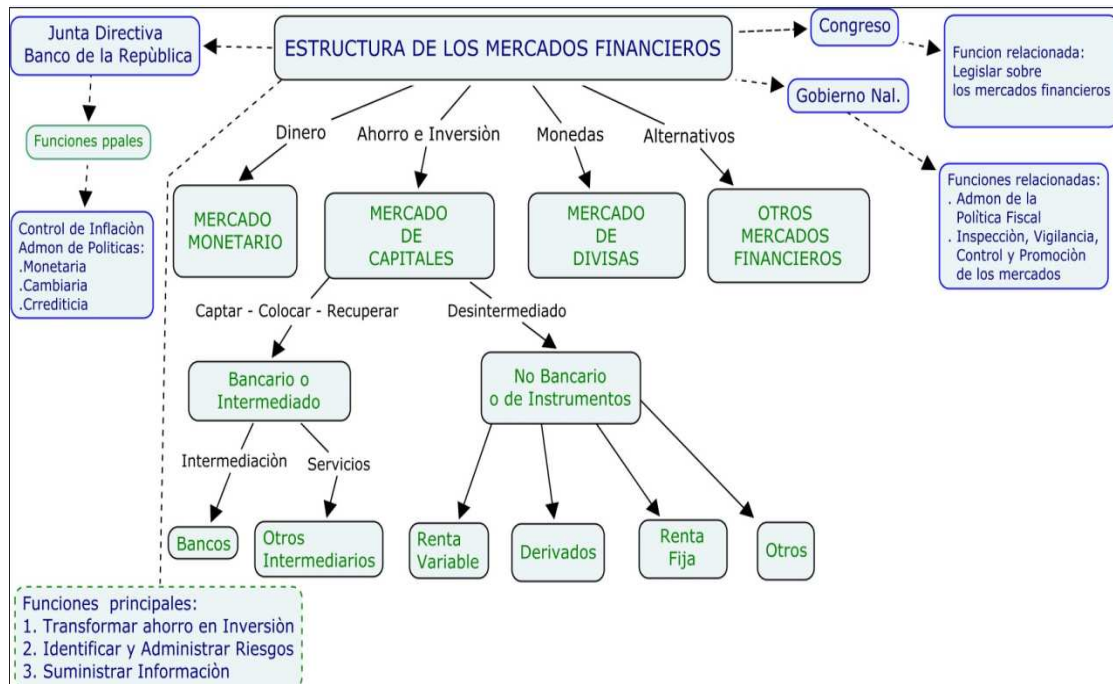 Junta Directiva
Banco de la Repùblica
ESTRUCTURA DE LOS MERCADOS FINANCIEROS
Congreso
Funcion relacionada:
Legislar sobre
los mercados financieros
Gobierno Nal.
Funciones ppales
Dinero
Ahorro e Inversiòn
Monedas
Alternativos
Funciones relacionadas:
. Admon de la
Política Fiscal
. Inspecciòn, Vigilancia,
Control y Promociòn
de los mercados
MERCADO
MONETARIO
MERCADO
DE
CAPITALES
MERCADO
DE
DIVISAS
OTROS
MERCADOS
FINANCIEROS
Control de Inflaciòn
Admon de Politicas:
.Monetaria
.Cambiaria
.Crrediticia
Captar - Colocar - Recuperar
Desintermediado
Bancario o
Intermediado
No Bancario
o de Instrumentos
Intermediaciòn
Servicios
Bancos
Otros
Intermediarios
Renta
Variable
Derivados
Renta
Fija
Otros
Funciones principales:
1. Transformar ahorro en Inversiòn
2. Identificar y Administrar Riesgos
3. Suministrar Informaciòn